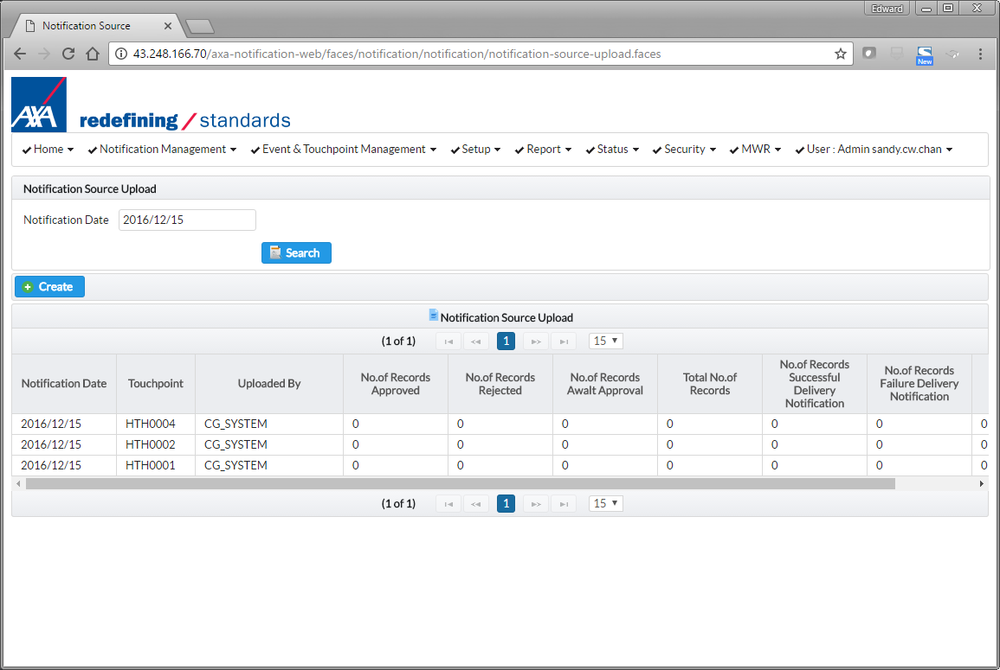 Edward
Notification Source
43.248.166.70/axa-notification-web/faces/notification/notification/notification-source-upload.faces
New
AXA redefining / standards
Home Notification Management Event & Touchpoint Management Setup Report Status Security MWR User : Admin sandy.cw.chan
Notification Source Upload
Notification Date 2016/12/15
Search
Create
Notification Source Upload
(1 of 1) 1 15
Notification Date Touchpoint Uploaded By No.of Records Approved No.of Records Rejected No.of Records Await Approval Total No.of Records No.of Records Successful Delivery Notification No.of Records Failure Delivery Notification
2016/12/15 HTH0004 CG_SYSTEM 0 0 0 0 0 0 0
2016/12/15 HTH0002 CG_SYSTEM 0 0 0 0 0 0 0
2016/12/15 HTH0001 CG_SYSTEM 0 0 0 0 0 0 0
(1 of 1) 1 15